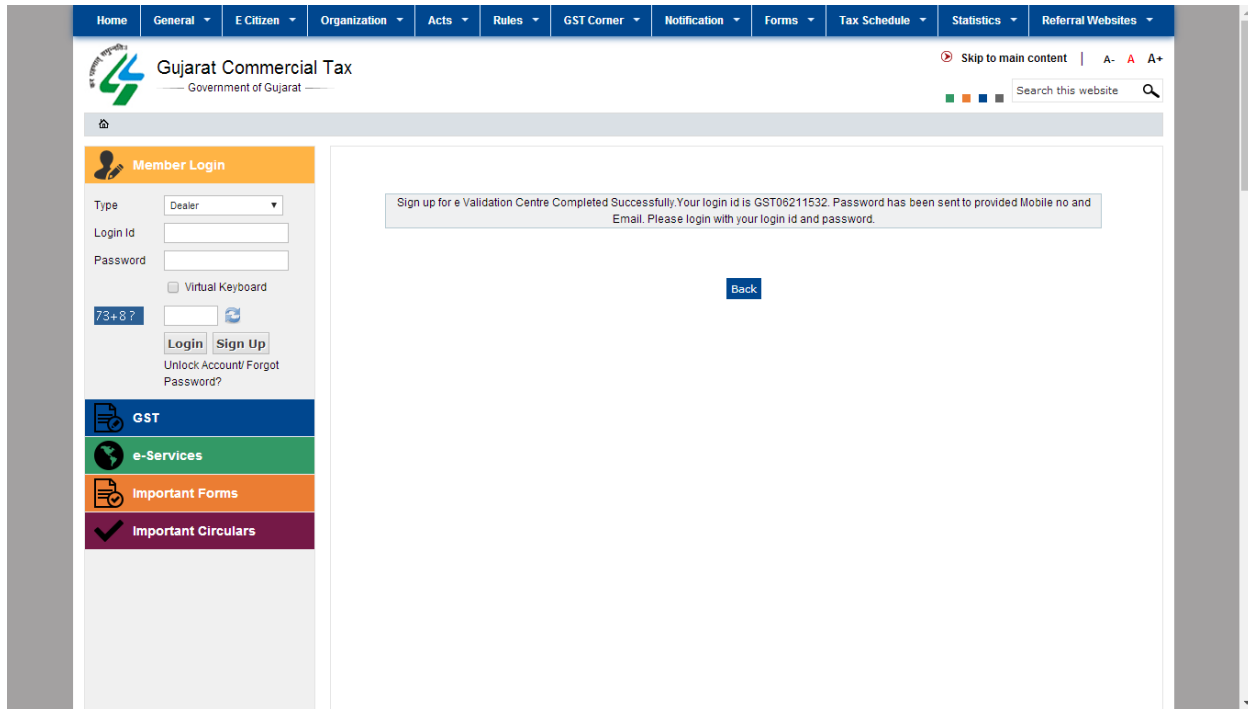 Home General E Citizen Organization Acts Rules GST Corner Notification Forms Tax Schedule Statistics Referral Websites
Gujarat Commercial Tax
Government of Gujarat
Skip to main content | A- A A+
Search this website
Member Login
Type Dealer
Login Id
Password
Virtual Keyboard
73+8?
Login Sign Up
Unlock Account/ Forgot
Password?
GST
e-Services
Important Forms
Important Circulars
Sign up for e Validation Centre Completed Successfully.Your login id is GST06211532. Password has been sent to provided Mobile no and
Email. Please login with your login id and password.
Back